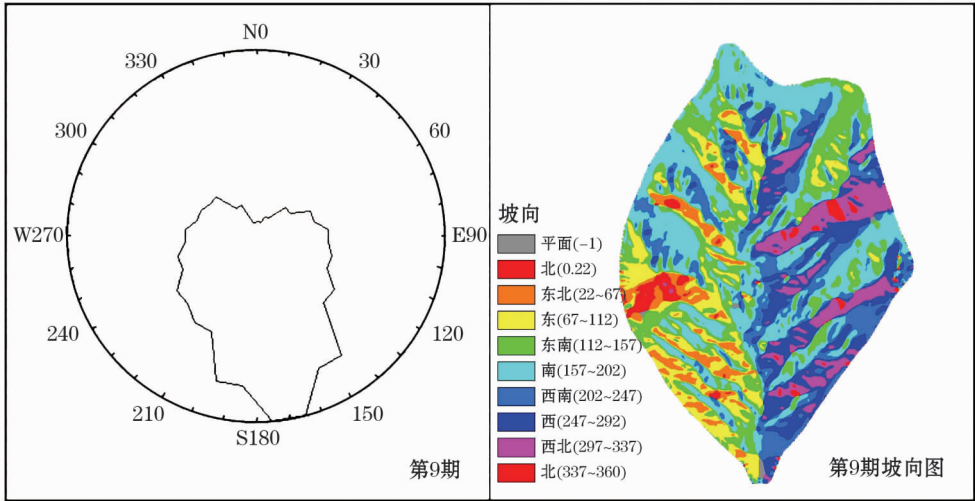 N0
30
60
E90
120
150
S180
210
240
W270
300
330
第9期
坡向
平面(-1)
北(0.22)
东北(22~67)
东(67~112)
东南(112~157)
南(157~202)
西南(202~247)
西(247~292)
西北(297~337)
北(337~360)
第9期坡向图